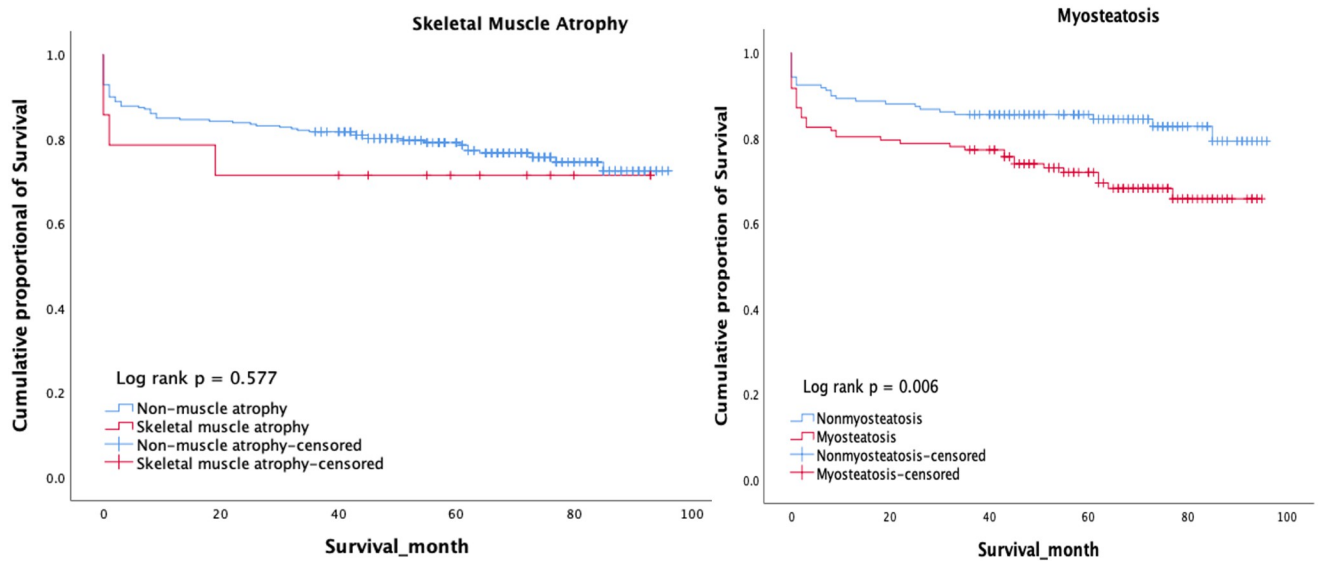 Skeletal Muscle Atrophy
Cumulative proportional of Survival
1.0
0.8
0.6
0.4
0.2
0.0
Log rank p = 0.577
Non-muscle atrophy
Skeletal muscle atrophy
Non-muscle atrophy-censored
Skeletal muscle atrophy-censored
0 20 40 60 80 100
Survival_month
Myosteatosis
Cumulative proportion of Survival
1.0
0.8
0.6
0.4
0.2
0.0
Log rank p = 0.006
Nonmyosteatosis
Myosteatosis
Nonmyosteatosis-censored
Myosteatosis-censored
0 20 40 60 80 100
Survival_month